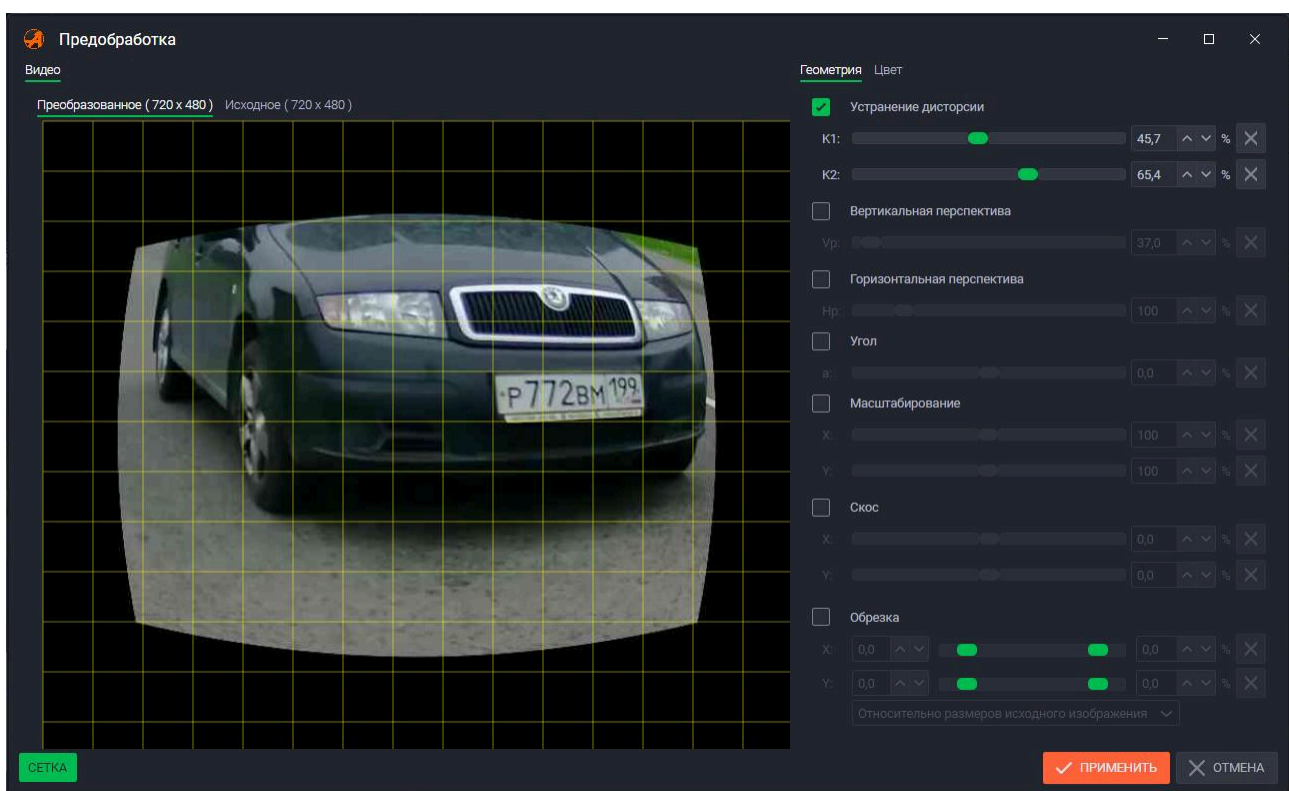 Предобработка
Видео
Преобразованное ( 720 x 480 ) Исходное ( 720 x 480 )
Р772ВМ 199
СЕТКА
Геометрия Цвет
Устранение дисторсии
K1: 45,7 %
K2: 65,4 %
Вертикальная перспектива
Vp: 37,0 %
Горизонтальная перспектива
Hp: 100 %
Угол
a: 0,0 %
Масштабирование
X: 100 %
Y: 100 %
Скос
X: 0,0 %
Y: 0,0 %
Обрезка
X: 0,0 0,0 %
Y: 0,0 0,0 %
Относительно размеров исходного изображения
ПРИМЕНИТЬ ОТМЕНА